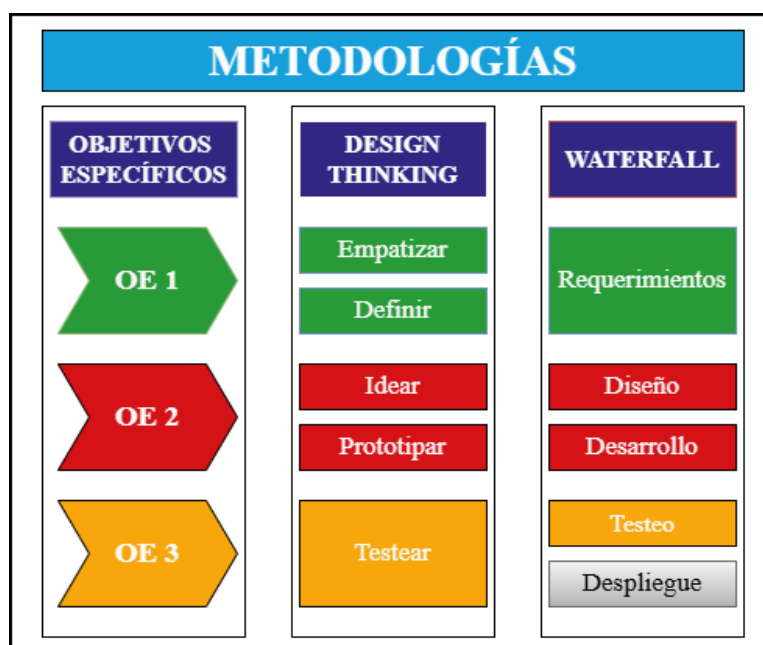 METODOLOGÍAS
OBJETIVOS
ESPECÍFICOS
OE 1
OE 2
OE 3
DESIGN
THINKING
Empatizar
Definir
Idear
Prototipar
Testear
WATERFALL
Requerimientos
Diseño
Desarrollo
Testeo
Despliegue